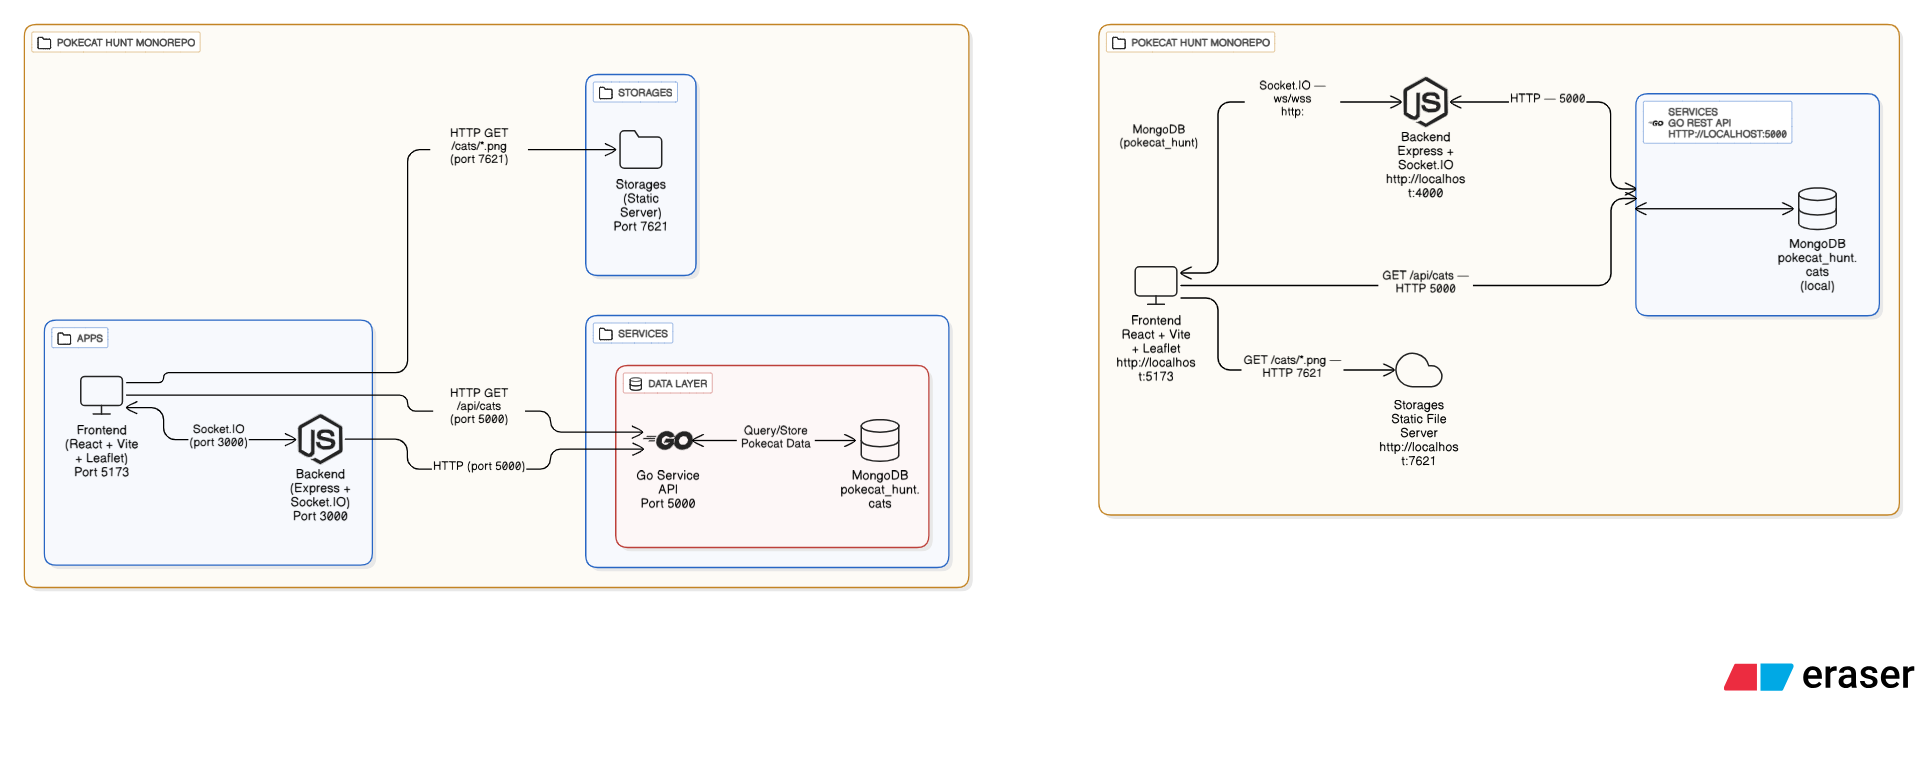 POKECAT HUNT MONOREPO
STORAGES
HTTP GET
/cats/*.png
(port 7621)
Storages
(Static
Server)
Port 7621
APPS
Frontend
(React + Vite
+ Leaflet)
Port 5173
Socket.IO
(port 3000)
JS
Backend
(Express +
Socket.IO)
Port 3000
HTTP GET
/api/cats
(port 5000)
HTTP (port 5000)
SERVICES
DATA LAYER
GO
Go Service
API
Port 5000
Query/Store
Pokecat Data
MongoDB
pokecat_hunt.
cats
POKECAT HUNT MONOREPO
MongoDB
(pokecat_hunt)
Socket.IO —
ws/wss
http:
JS
Backend
Express +
Socket.IO
http://localhos
t:4000
HTTP — 5000
GO
SERVICES
GO REST API
HTTP://LOCALHOST:5000
MongoDB
pokecat_hunt.
cats
(local)
GET /api/cats —
HTTP 5000
Frontend
React + Vite
+ Leaflet
http://localhos
t:5173
GET /cats/*.png —
HTTP 7621
Storages
Static File
Server
http://localhos
t:7621
eraser